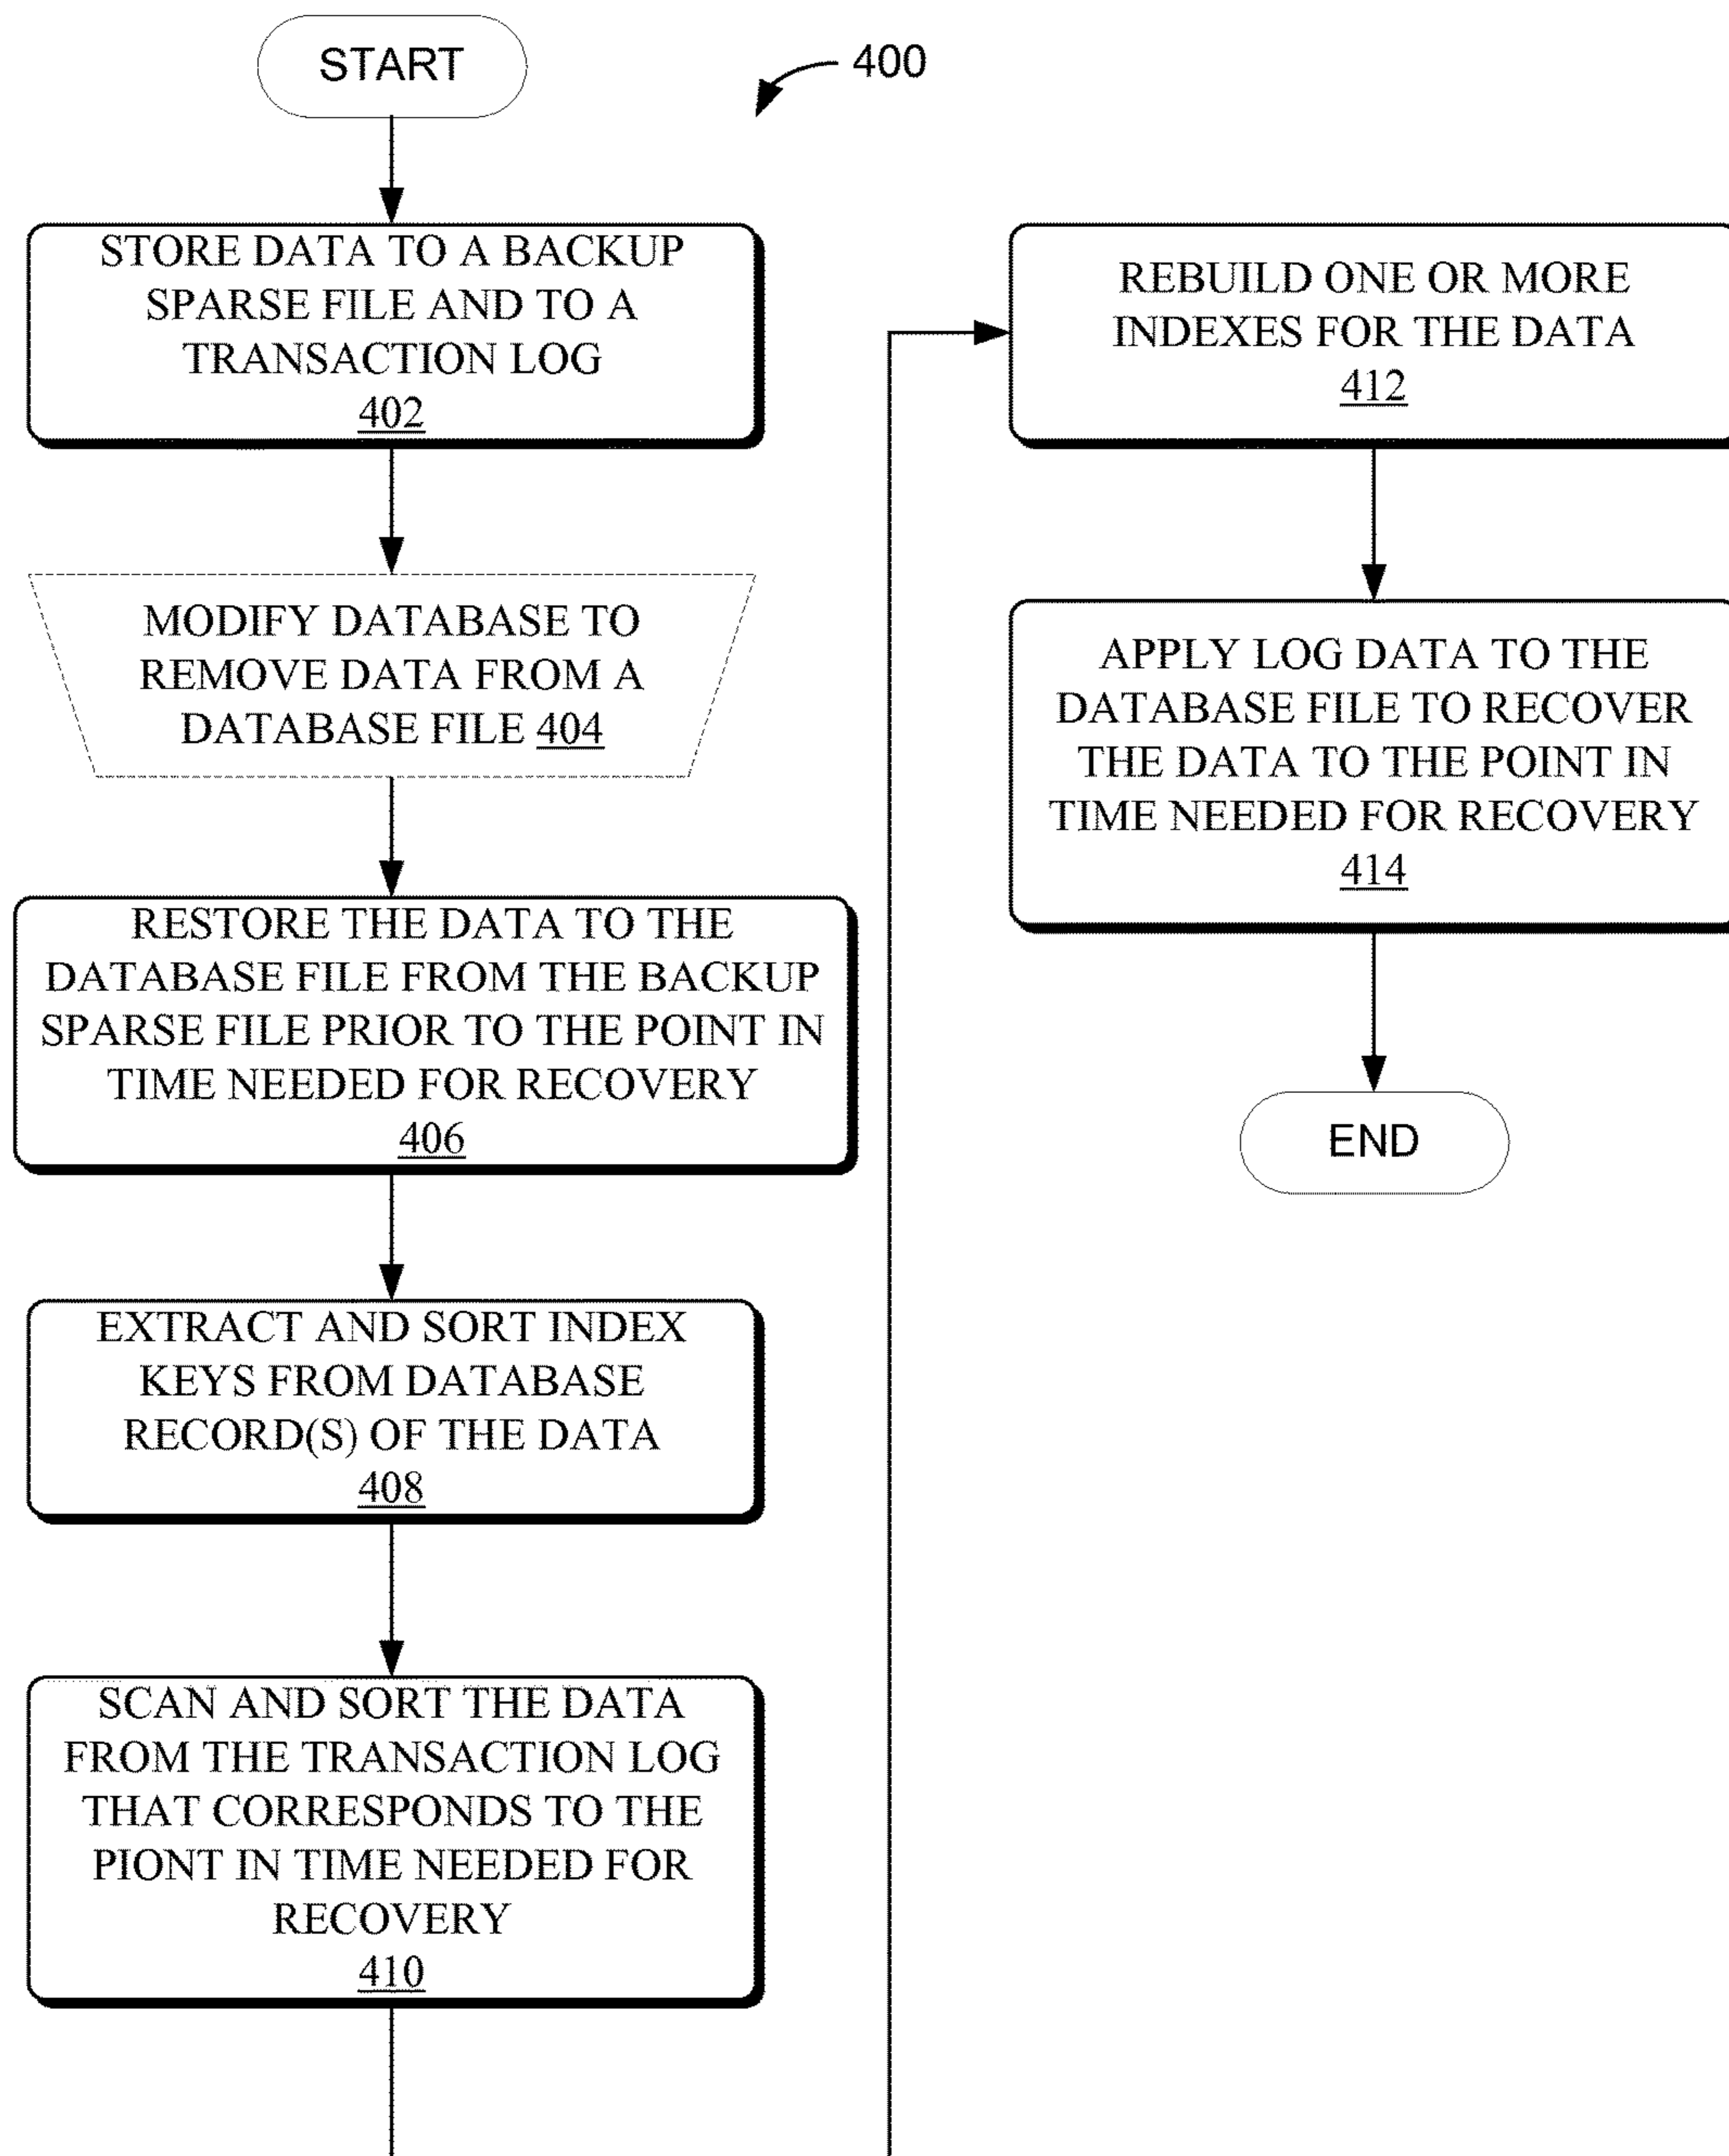 START
400
STORE DATA TO A BACKUP
SPARSE FILE AND TO A
TRANSACTION LOG
402
MODIFY DATABASE TO
REMOVE DATA FROM A
DATABASE FILE 404
RESTORE THE DATA TO THE
DATABASE FILE FROM THE BACKUP
SPARSE FILE PRIOR TO THE POINT IN
TIME NEEDED FOR RECOVERY
406
EXTRACT AND SORT INDEX
KEYS FROM DATABASE
RECORD(S) OF THE DATA
408
SCAN AND SORT THE DATA
FROM THE TRANSACTION LOG
THAT CORRESPONDS TO THE
PIONT IN TIME NEEDED FOR
RECOVERY
410
REBUILD ONE OR MORE
INDEXES FOR THE DATA
412
APPLY LOG DATA TO THE
DATABASE FILE TO RECOVER
THE DATA TO THE POINT IN
TIME NEEDED FOR RECOVERY
414
END